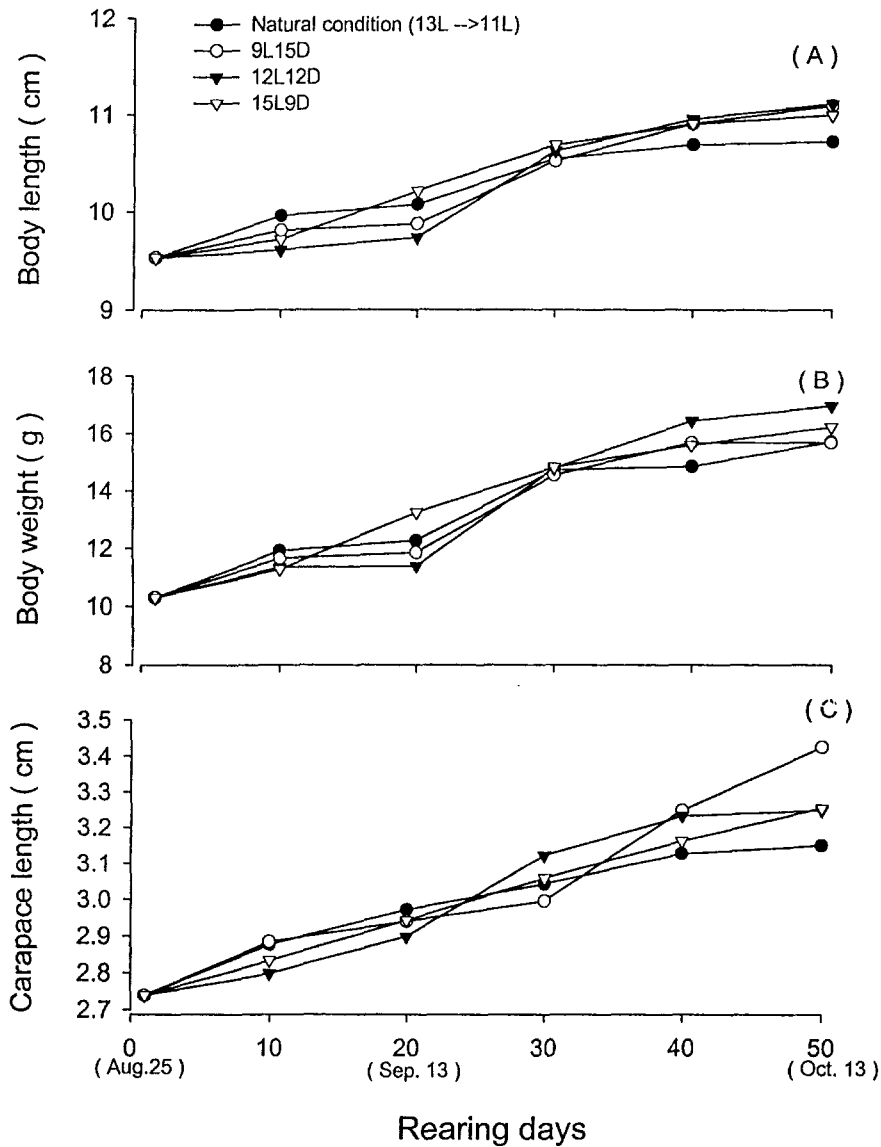 12
Natural condition (13L -->11L)
9L15D
12L12D
15L9D
( A )
11
10
9
Body length ( cm )
18
( B )
16
14
12
10
8
Body weight ( g )
3.5
( C )
3.4
3.3
3.2
3.1
3.0
2.9
2.8
2.7
Carapace length ( cm )
0 10 20 30 40 50
( Aug.25 ) ( Sep. 13 ) ( Oct. 13 )
Rearing days